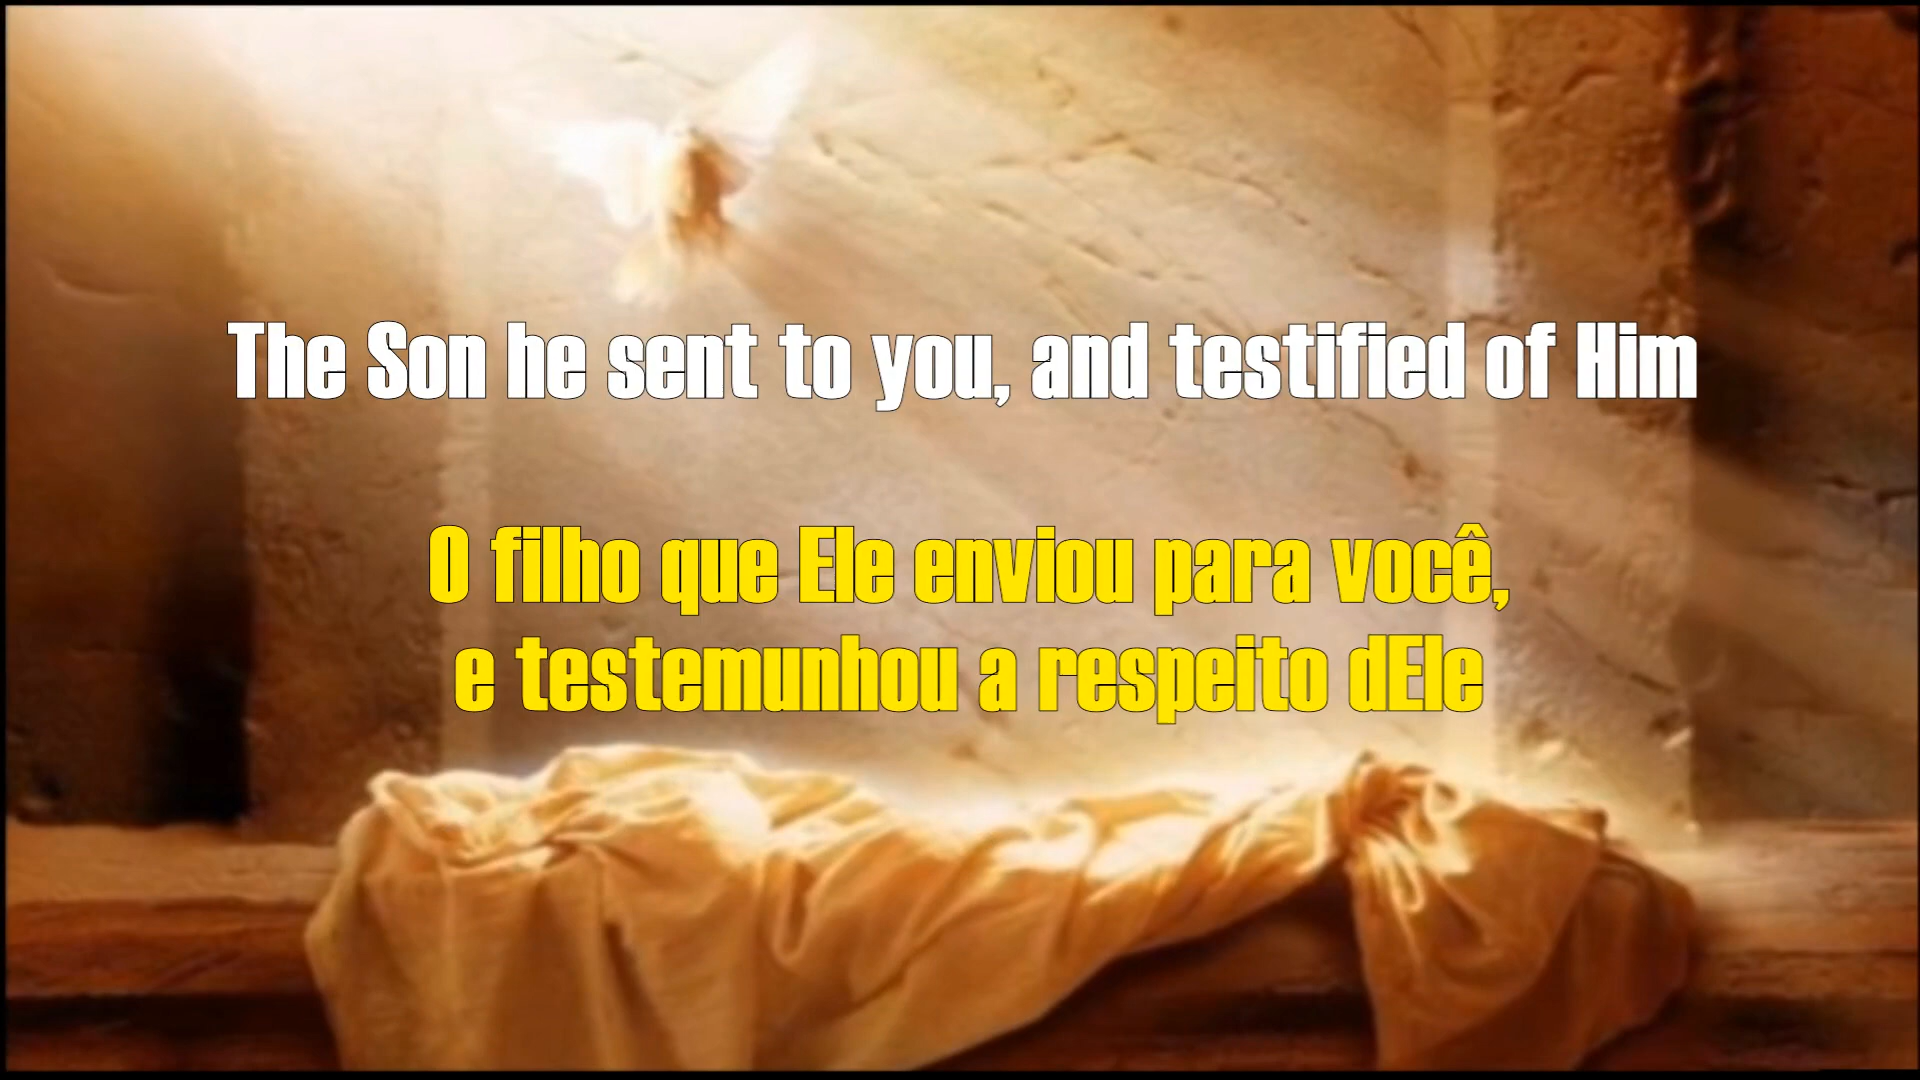 The Son he sent to you, and testified of Him
O filho que Ele enviou para você,
e testemunhou a respeito dEle